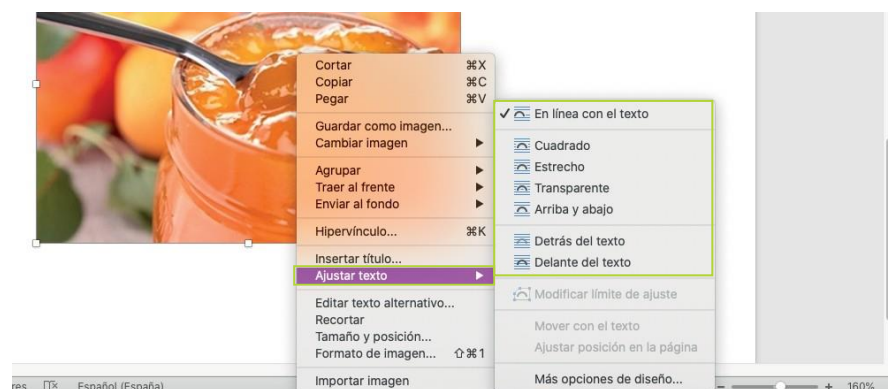 Cortar ⌘X
Copiar ⌘C
Pegar ⌘V
Guardar como imagen...
Cambiar imagen
Agrupar
Traer al frente
Enviar al fondo
Hipervínculo... ⌘K
Insertar título...
Ajustar texto
Editar texto alternativo...
Recortar
Tamaño y posición...
Formato de imagen... ⇧⌘1
Importar imagen
✓ En línea con el texto
Cuadrado
Estrecho
Transparente
Arriba y abajo
Detrás del texto
Delante del texto
Modificar límite de ajuste
Mover con el texto
Ajustar posición en la página
Más opciones de diseño...
Español (España)
160%